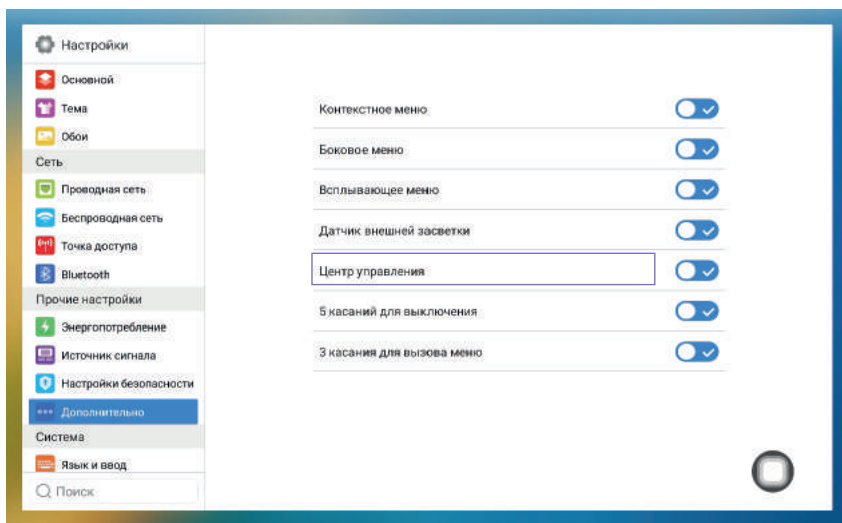 Настройки
Основной
Тема
Обои
Сеть
Проводная сеть
Беспроводная сеть
Точка доступа
Bluetooth
Прочие настройки
Энергопотребление
Источник сигнала
Настройки безопасности
Дополнительно
Система
Язык и ввод
Поиск
Контекстное меню
Боковое меню
Всплывающее меню
Датчик внешней засветки
Центр управления
5 касаний для выключения
3 касания для вызова меню